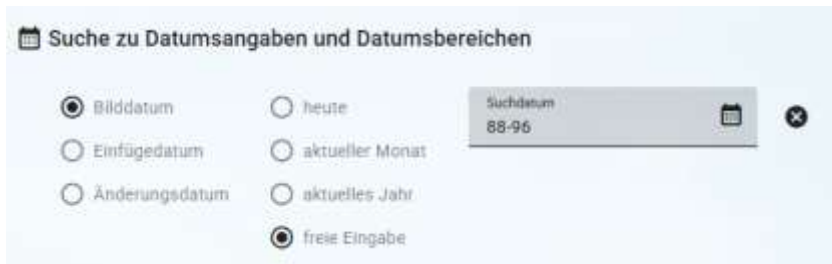 Suche zu Datumsangaben und Datumsbereichen
Bilddatum
Einfügedatum
Änderungsdatum
heute
aktueller Monat
aktuelles Jahr
freie Eingabe
Suchdatum
88-96